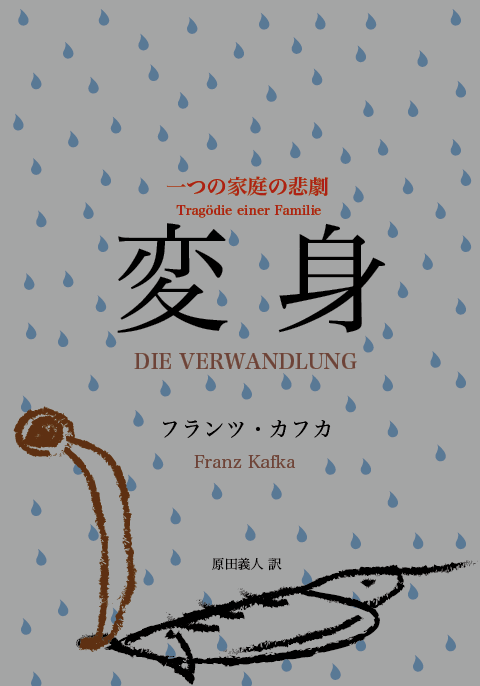 一つの家庭の悲劇
Tragödie einer Familie
変身
DIE VERWANDLUNG
フランツ・カフカ
Franz Kafka
原田義人 訳